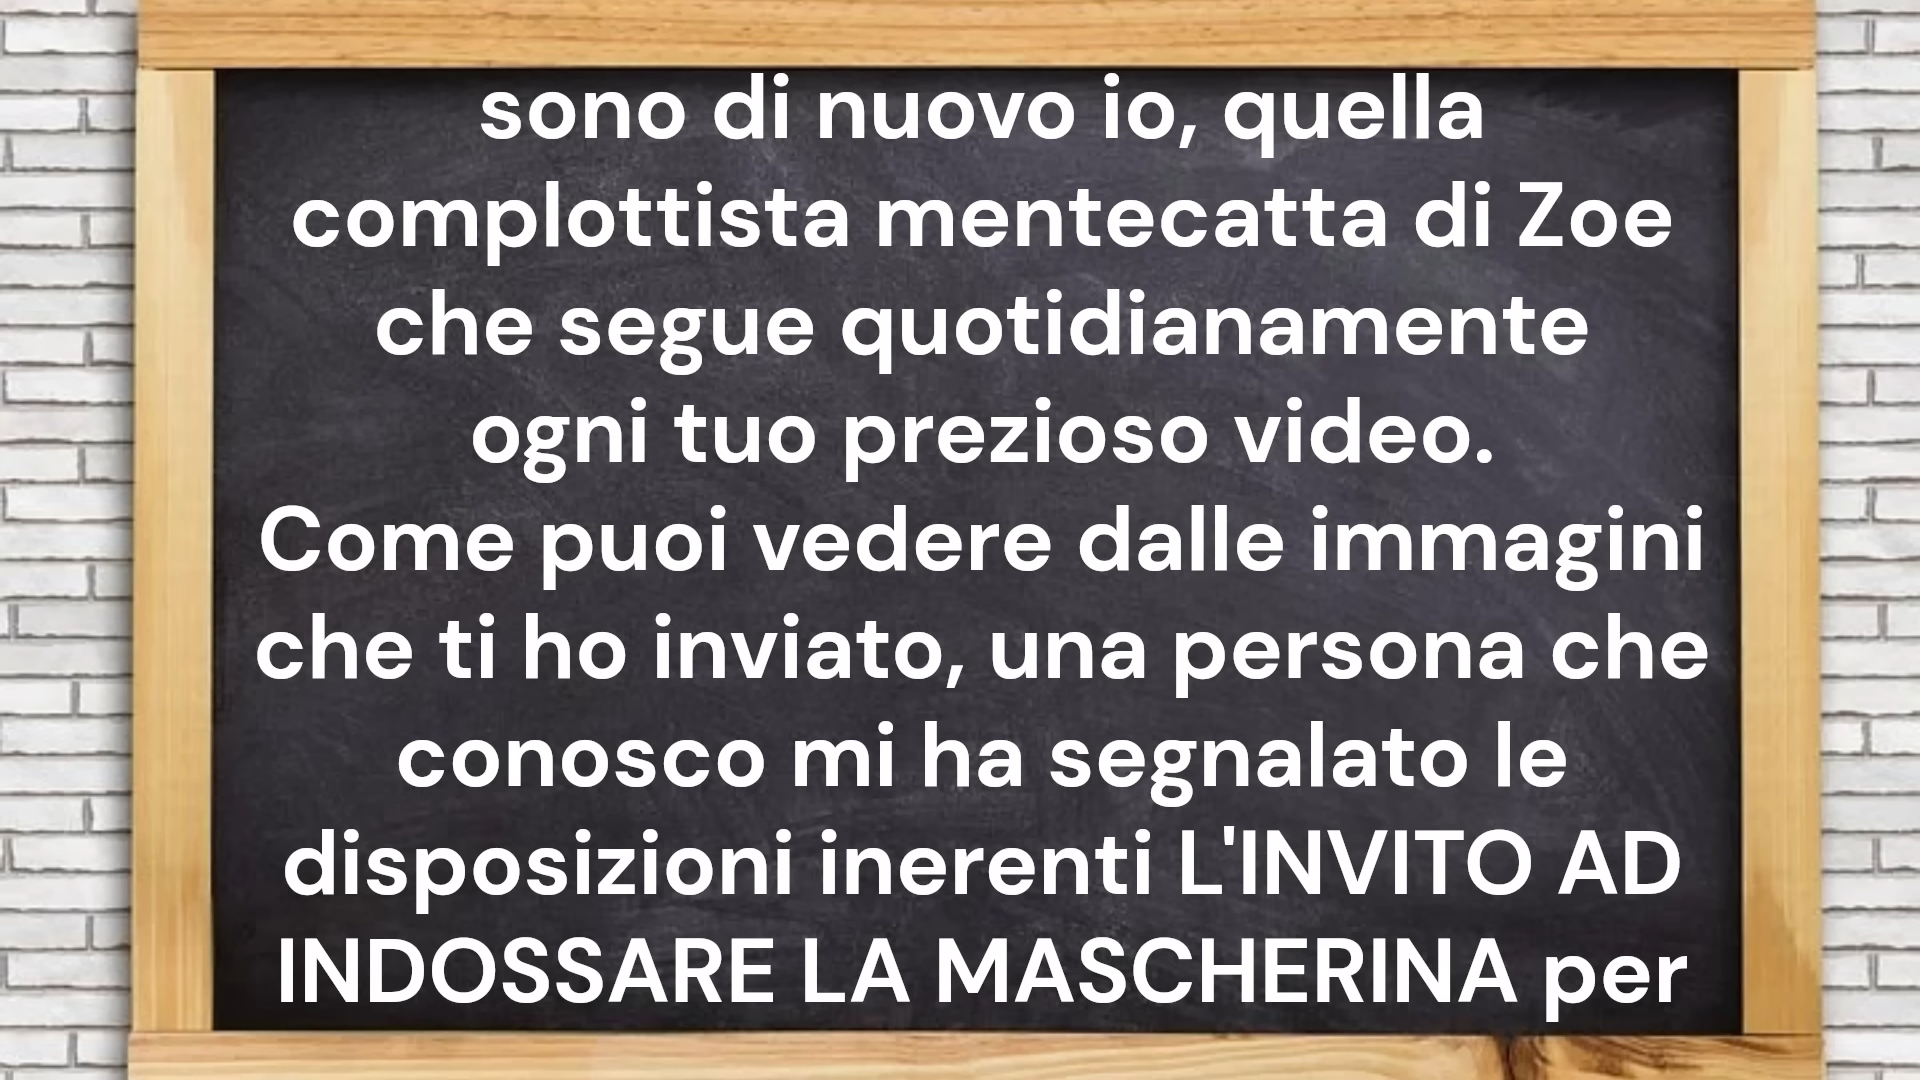 sono di nuovo io, quella
complottista mentecatta di Zoe
che segue quotidianamente
ogni tuo prezioso video.
Come puoi vedere dalle immagini
che ti ho inviato, una persona che
conosco mi ha segnalato le
disposizioni inerenti L'INVITO AD
INDOSSARE LA MASCHERINA per